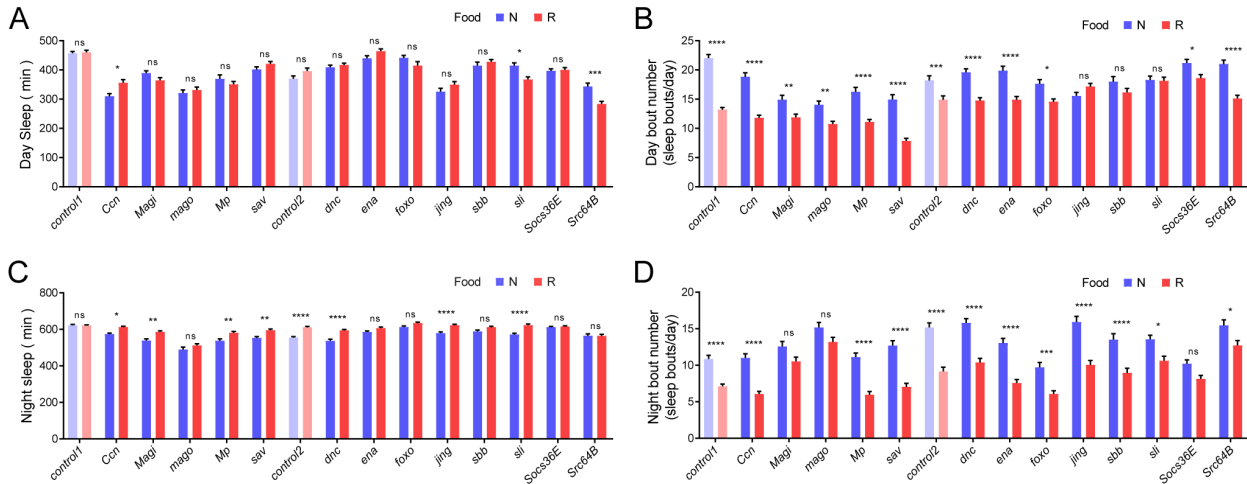 A
Food N R
Day Sleep ( min )
500
400
300
200
100
0
ns * ns ns ns ns ns ns ns ns ns ns * ns ***
control1 Ccn Magi mago Mp sav control2 dnc ena foxo jing sbb sli Socs36E Src64B
B
Food N R
Day bout number
(sleep bouts/day)
25
20
15
10
5
0
**** **** ** ** **** **** *** **** **** * ns ns ns * ****
control1 Ccn Magi mago Mp sav control2 dnc ena foxo jing sbb sli Socs36E Src64B
C
Food N R
Night sleep ( min )
800
600
400
200
0
ns * ** ns ** ** **** **** ns ns **** ns **** ns ns
control1 Ccn Magi mago Mp sav control2 dnc ena foxo jing sbb sli Socs36E Src64B
D
Food N R
Night bout number
(sleep bouts/day)
20
15
10
5
0
**** **** ns ns **** **** **** **** **** *** **** **** * ns *
control1 Ccn Magi mago Mp sav control2 dnc ena foxo jing sbb sli Socs36E Src64B